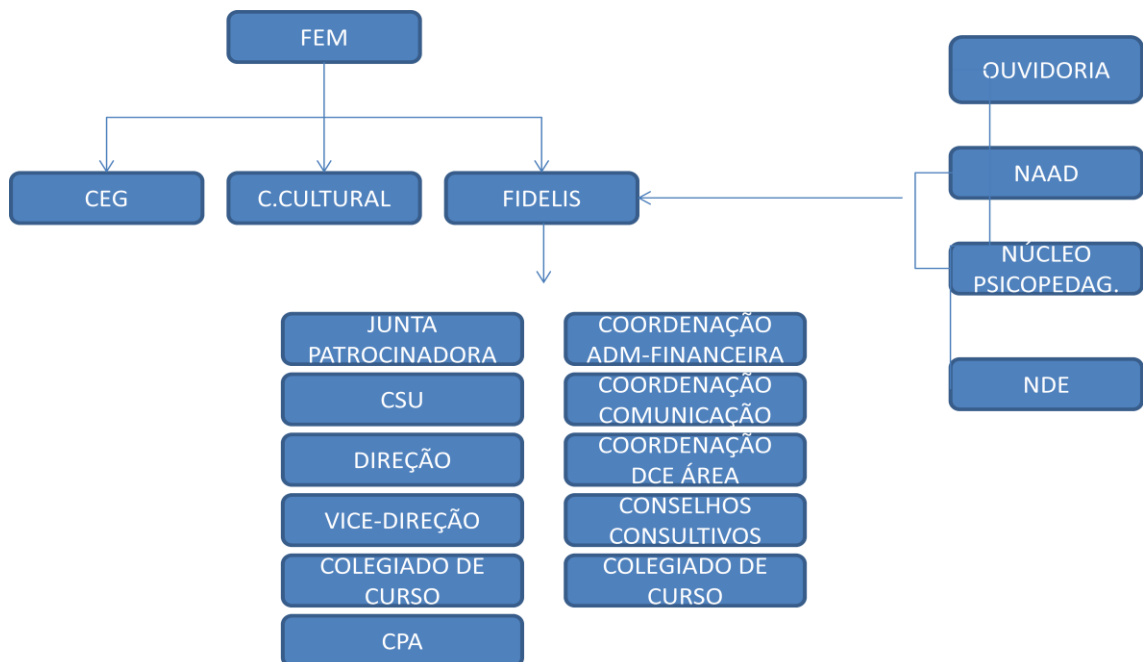 FEM
OUVIDORIA
CEG
C.CULTURAL
FIDELIS
NAAD
NÚCLEO
PSICOPEDAG.
NDE
JUNTA
PATROCINADORA
CSU
DIREÇÃO
VICE-DIREÇÃO
COLEGIADO DE
CURSO
CPA
COORDENAÇÃO
ADM-FINANCEIRA
COORDENAÇÃO
COMUNICAÇÃO
COORDENAÇÃO
DCE ÁREA
CONSELHOS
CONSULTIVOS
COLEGIADO DE
CURSO